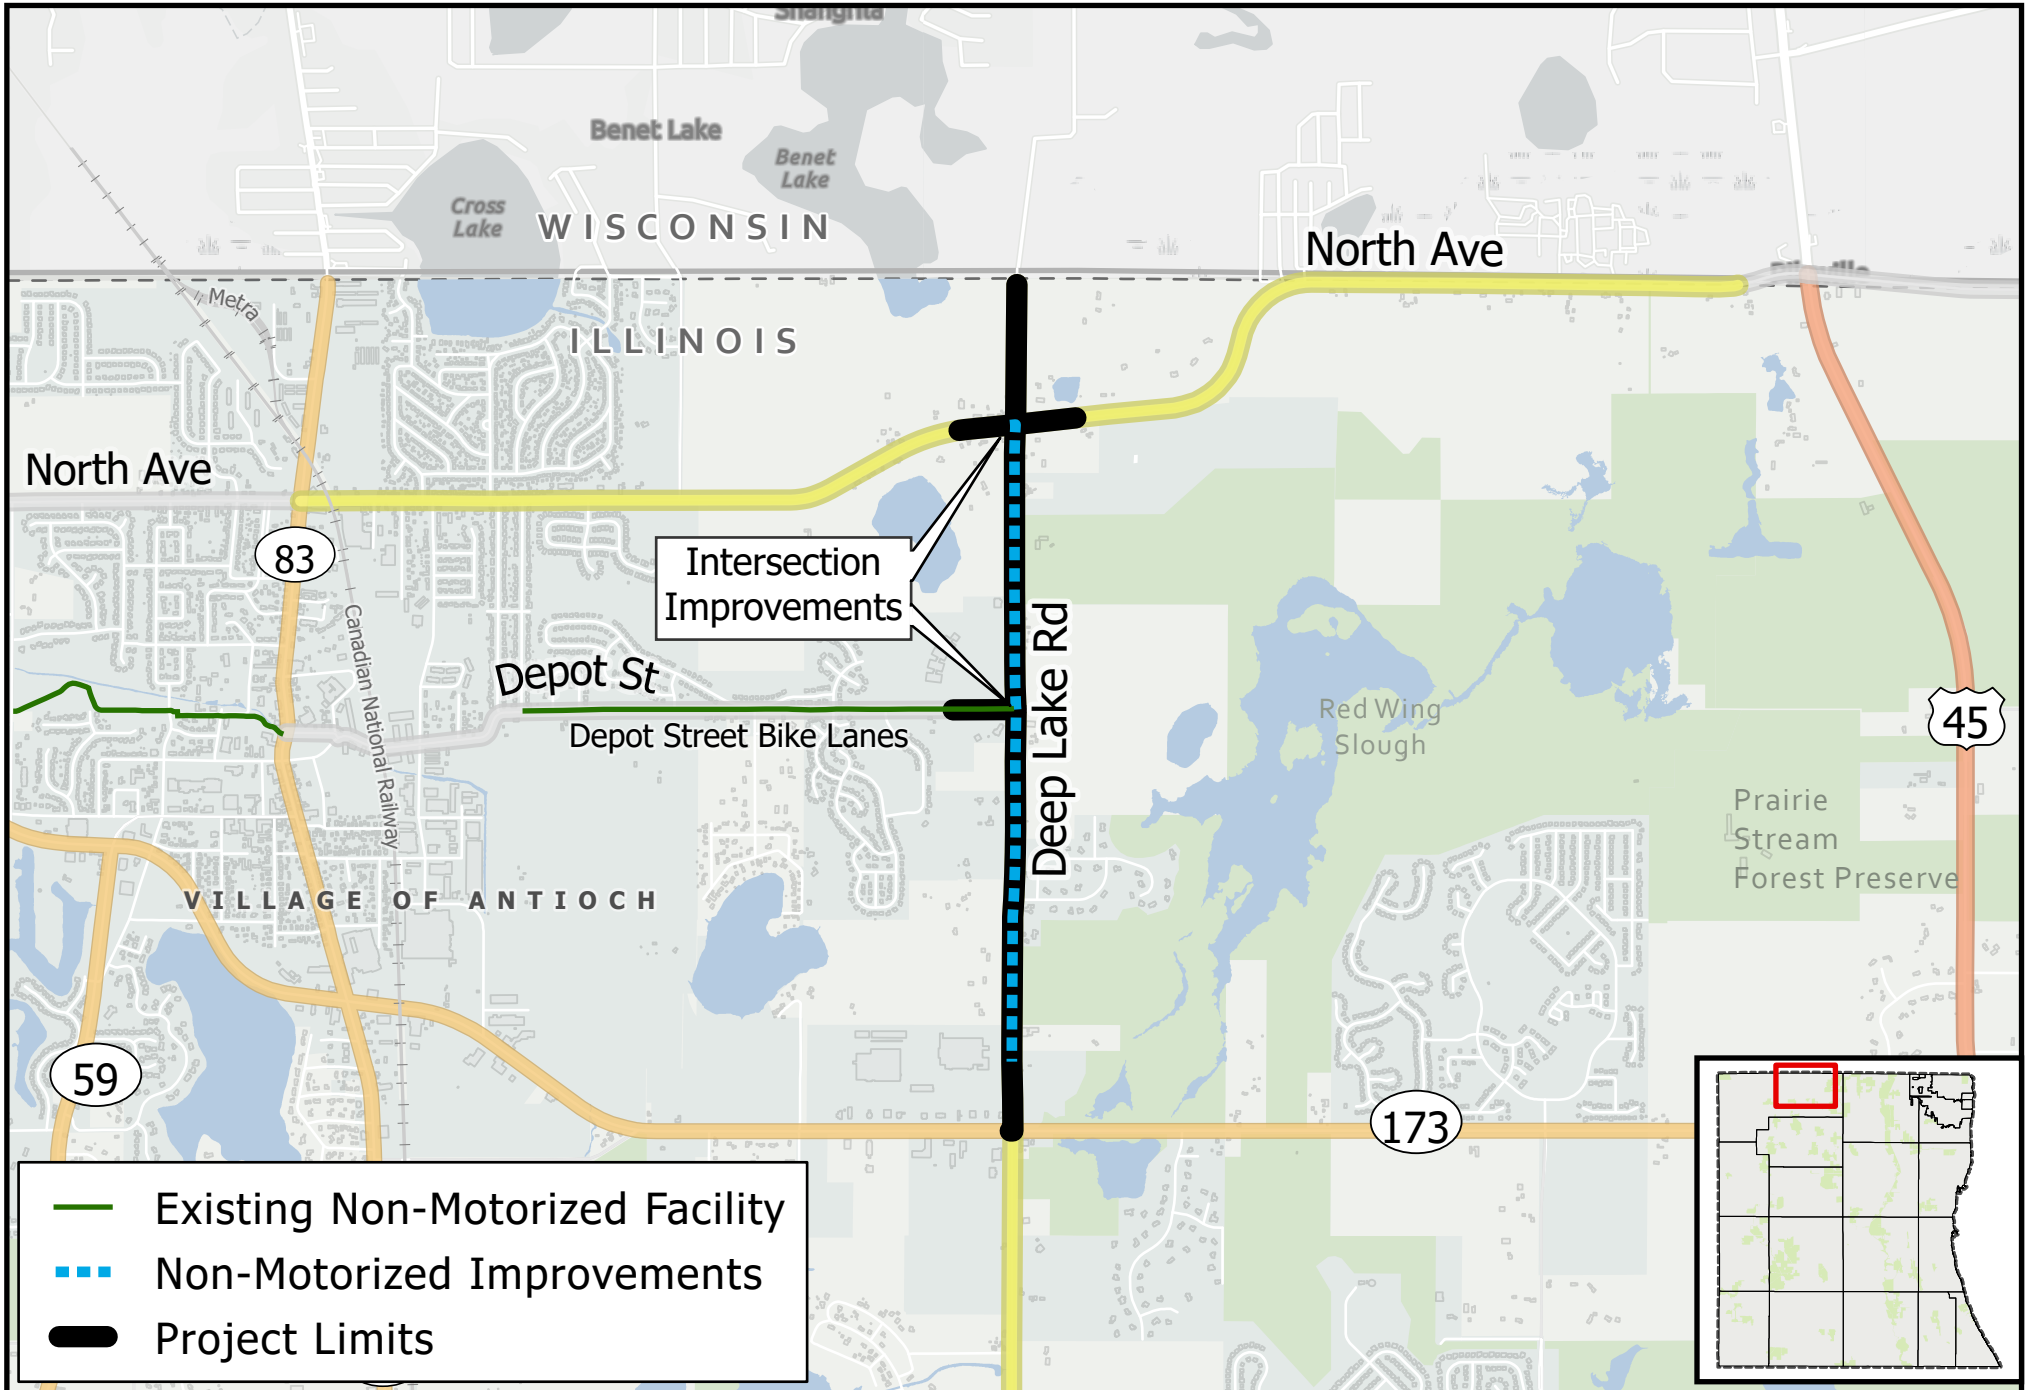 Shangrila
Benet Lake
Benet
Lake
Cross
Lake
WISCONSIN
North Ave
Metra
ILLINOIS
North Ave
83
Intersection
Improvements
Canadian National Railway
Deep Lake Rd
Depot St
Depot Street Bike Lanes
Red Wing
Slough
45
Prairie
Stream
Forest Preserve
VILLAGE OF ANTIOCH
59
173
Existing Non-Motorized Facility
Non-Motorized Improvements
Project Limits